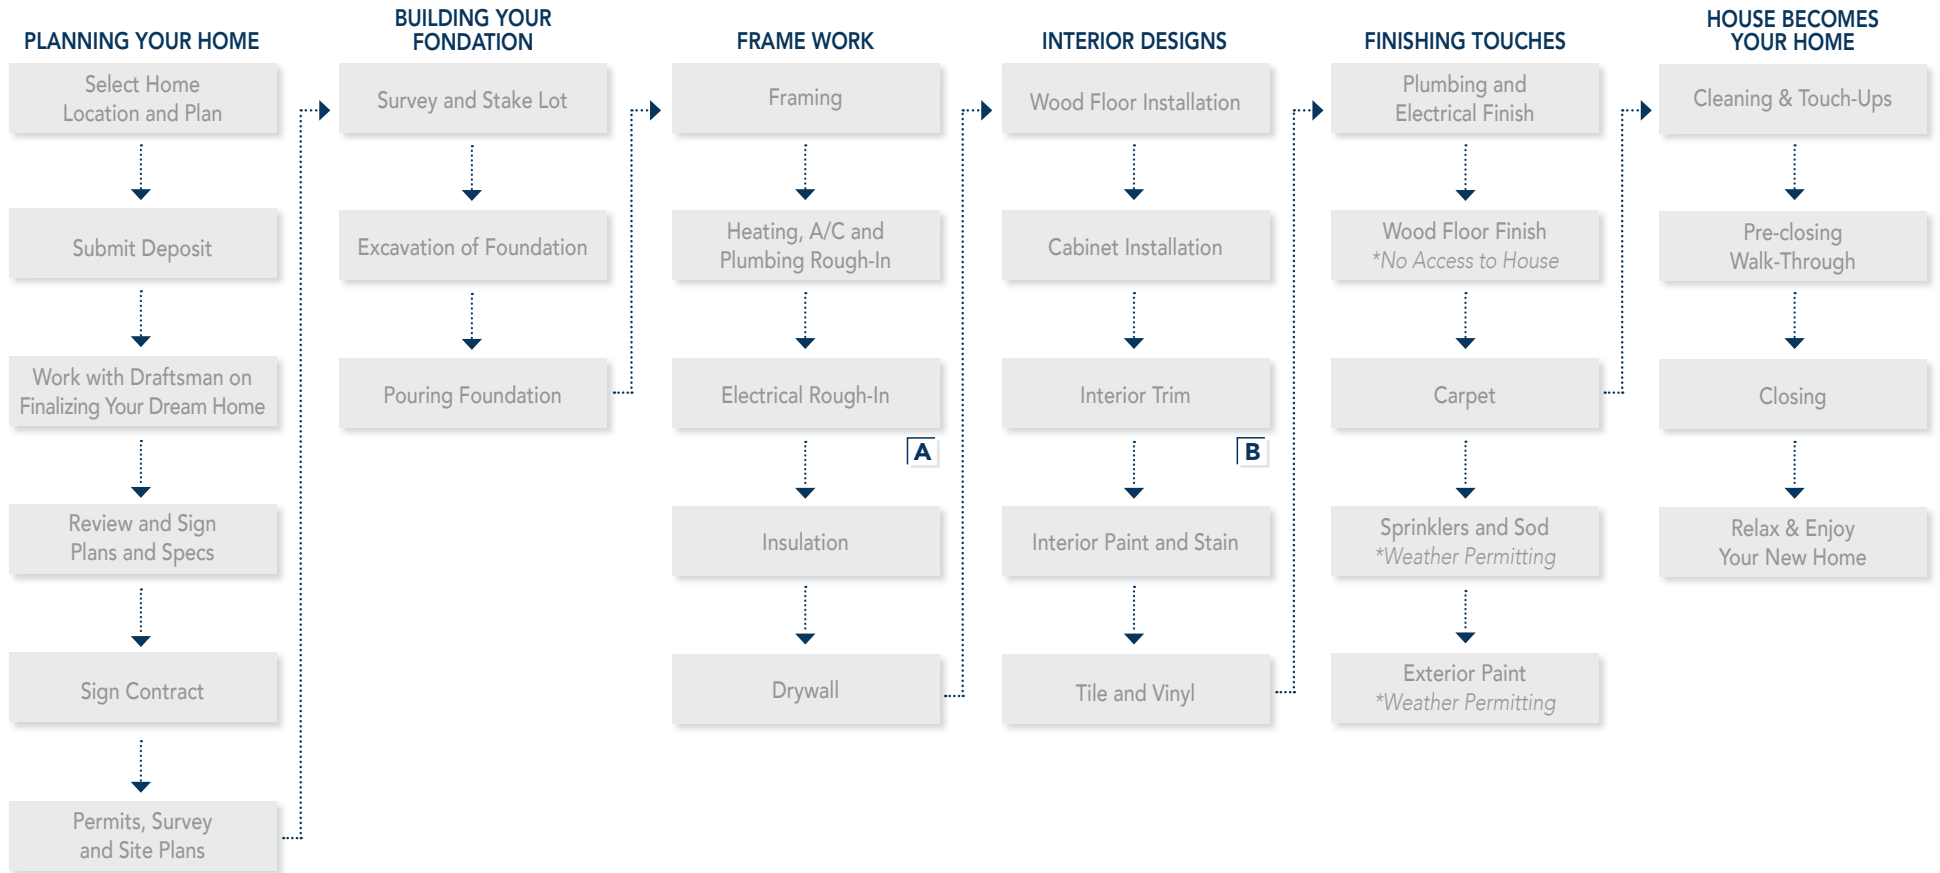 PLANNING YOUR HOME
Select Home
Location and Plan
Submit Deposit
Work with Draftsman on
Finalizing Your Dream Home
Review and Sign
Plans and Specs
Sign Contract
Permits, Survey
and Site Plans
BUILDING YOUR
FONDATION
Survey and Stake Lot
Excavation of Foundation
Pouring Foundation
FRAME WORK
Framing
Heating, A/C and
Plumbing Rough-In
Electrical Rough-In
A
Insulation
Drywall
INTERIOR DESIGNS
Wood Floor Installation
Cabinet Installation
Interior Trim
B
Interior Paint and Stain
Tile and Vinyl
FINISHING TOUCHES
Plumbing and
Electrical Finish
Wood Floor Finish
*No Access to House
Carpet
Sprinklers and Sod
*Weather Permitting
Exterior Paint
*Weather Permitting
HOUSE BECOMES
YOUR HOME
Cleaning & Touch-Ups
Pre-closing
Walk-Through
Closing
Relax & Enjoy
Your New Home